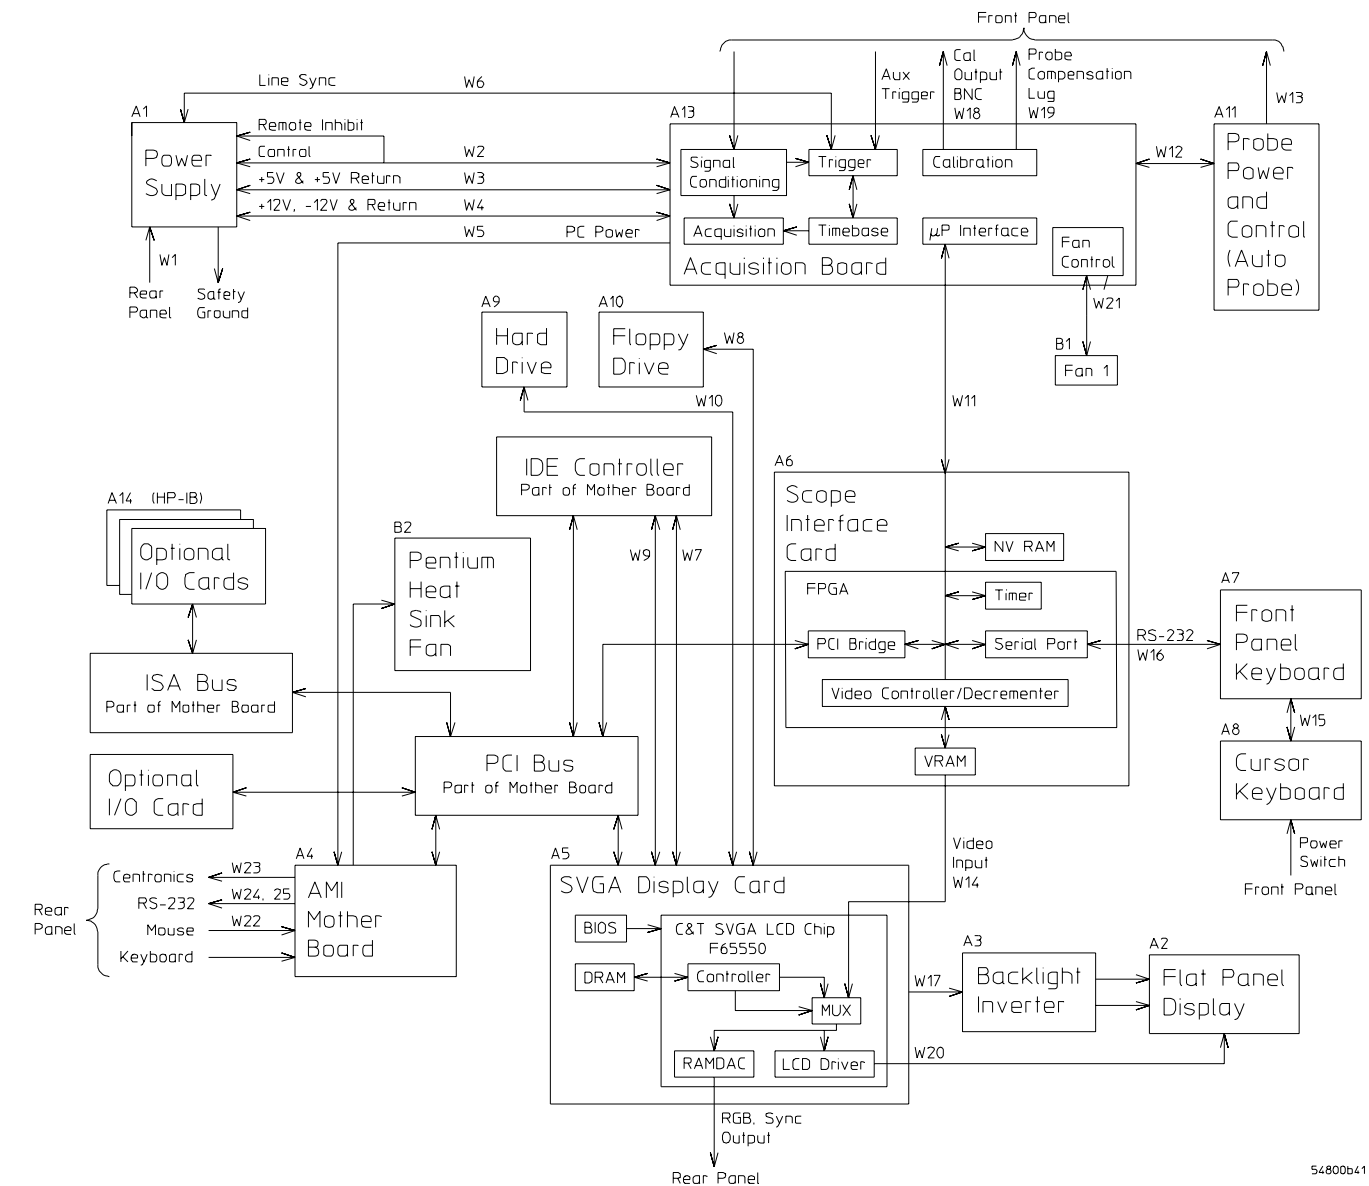 Front Panel
Line Sync
W6
Aux
Trigger
Cal
Output
BNC
W18
Probe
Compensation
Lug
W19
W13
A1
Power
Supply
Remote Inhibit
Control
W2
+5V & +5V Return
W3
+12V, -12V & Return
W4
W5
PC Power
W1
Rear
Panel
Safety
Ground
A13
Signal
Conditioning
Trigger
Calibration
Acquisition
Timebase
µP Interface
Fan
Control
Acquisition Board
W12
A11
Probe
Power
and
Control
(Auto
Probe)
W21
B1
Fan 1
A9
Hard
Drive
A10
Floppy
Drive
W8
W10
W11
IDE Controller
Part of Mother Board
W9
W7
A14 (HP-IB)
Optional
I/O Cards
B2
Pentium
Heat
Sink
Fan
A6
Scope
Interface
Card
NV RAM
FPGA
Timer
PCI Bridge
Serial Port
Video Controller/Decrementer
VRAM
RS-232
W16
A7
Front
Panel
Keyboard
W15
A8
Cursor
Keyboard
Power
Switch
Front Panel
ISA Bus
Part of Mother Board
PCI Bus
Part of Mother Board
Optional
I/O Card
Video
Input
W14
Rear
Panel
Centronics
W23
RS-232
W24, 25
Mouse
W22
Keyboard
A4
AMI
Mother
Board
A5
SVGA Display Card
BIOS
C&T SVGA LCD Chip
F65550
DRAM
Controller
MUX
RAMDAC
LCD Driver
W17
W20
A3
Backlight
Inverter
A2
Flat Panel
Display
RGB, Sync
Output
Rear Panel
54800b41